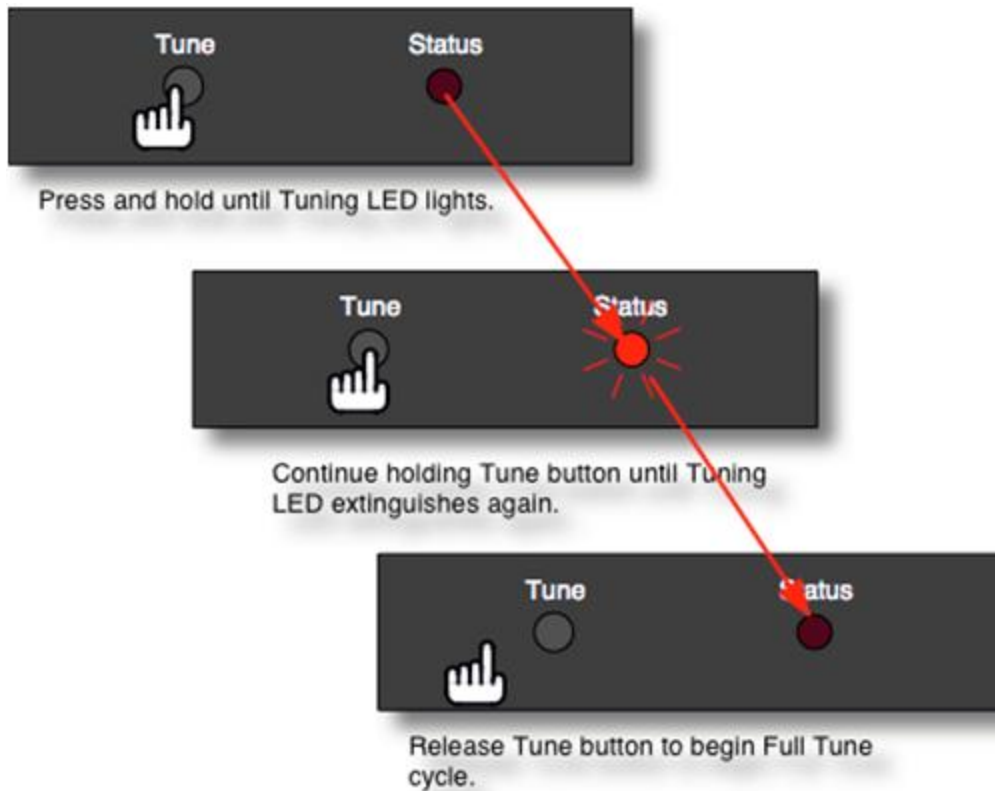 Tune Status
Press and hold until Tuning LED lights.
Tune Status
Continue holding Tune button until Tuning
LED extinguishes again.
Tune Status
Release Tune button to begin Full Tune
cycle.